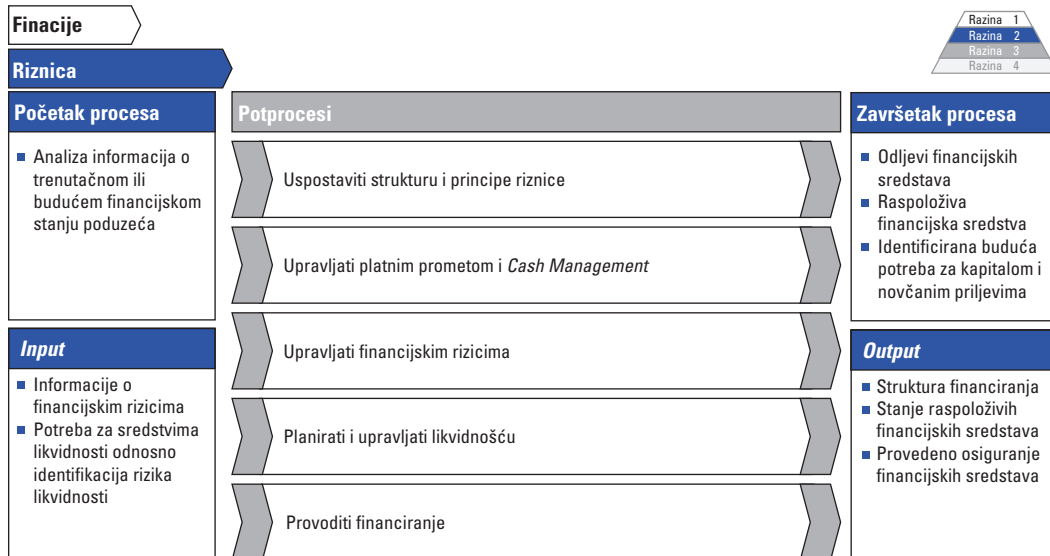 Finacije
Razina 1
Razina 2
Razina 3
Razina 4
Riznica
Početak procesa
Analiza informacija o
trenutačnom ili
budućem financijskom
stanju poduzeća
Input
Informacije o
financijskim rizicima
Potreba za sredstvima
likvidnosti odnosno
identifikacija rizika
likvidnosti
Potprocesi
Uspostaviti strukturu i principe riznice
Upravljati platnim prometom i Cash Management
Upravljati financijskim rizicima
Planirati i upravljati likvidnošću
Provoditi financiranje
Završetak procesa
Odljevi financijskih
sredstava
Raspoloživa
financijska sredstva
Identificirana buduća
potreba za kapitalom i
novčanim priljevima
Output
Struktura financiranja
Stanje raspoloživih
financijskih sredstava
Provedeno osiguranje
financijskih sredstava